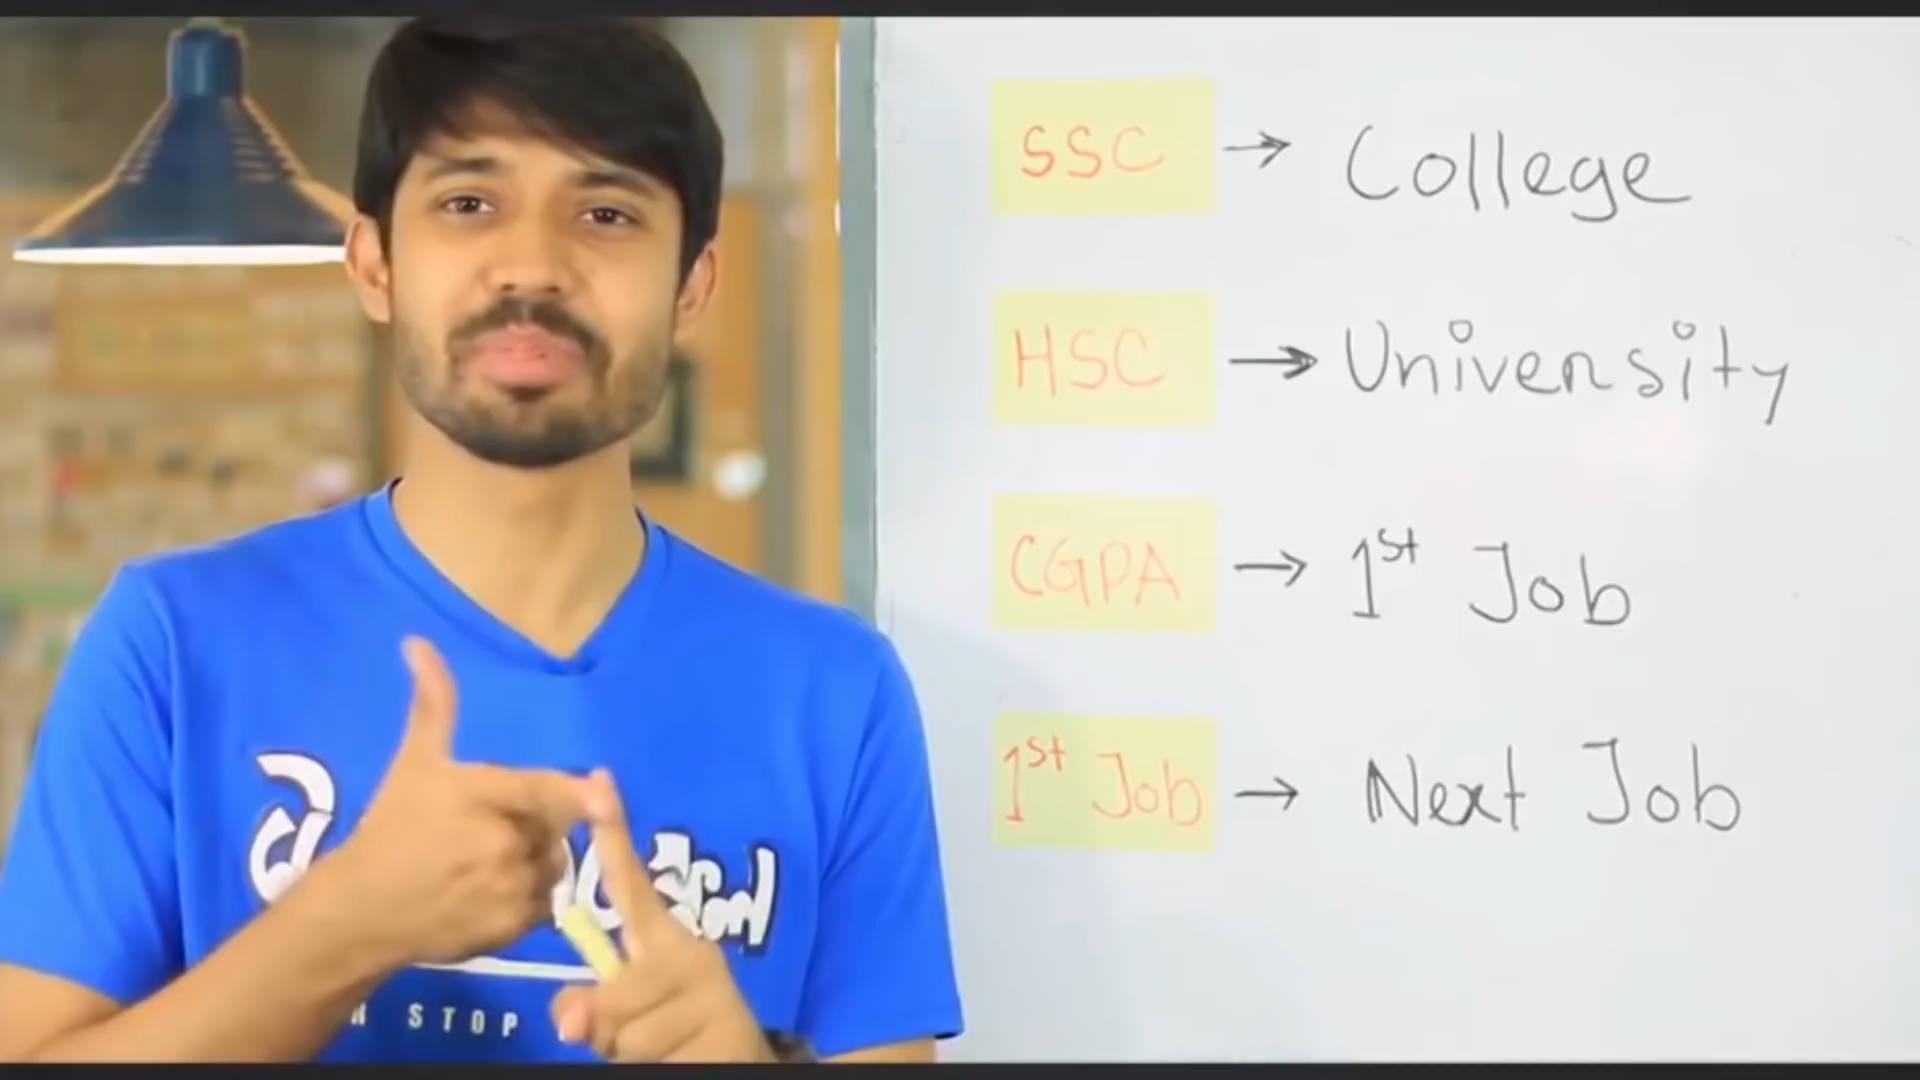 SSC → College
HSC → University
CGPA → 1st Job
1st Job → Next Job
STOP